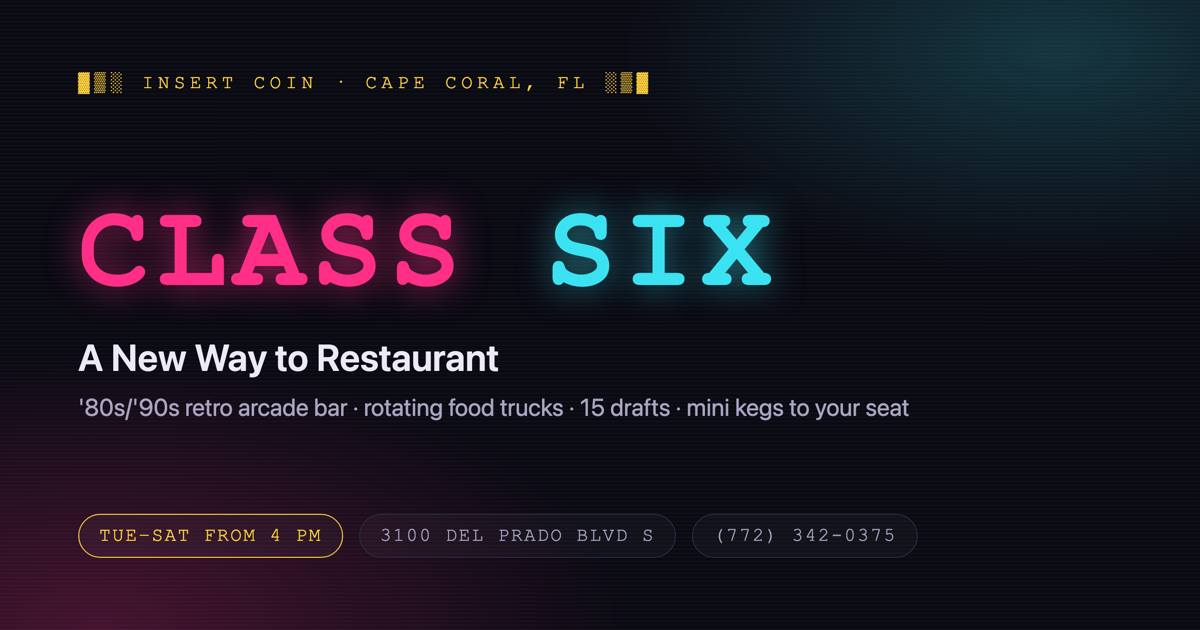 ▓▒░ INSERT COIN · CAPE CORAL, FL ░▒▓
CLASS SIX
A New Way to Restaurant
'80s/'90s retro arcade bar · rotating food trucks · 15 drafts · mini kegs to your seat
TUE–SAT FROM 4 PM
3100 DEL PRADO BLVD S
(772) 342-0375